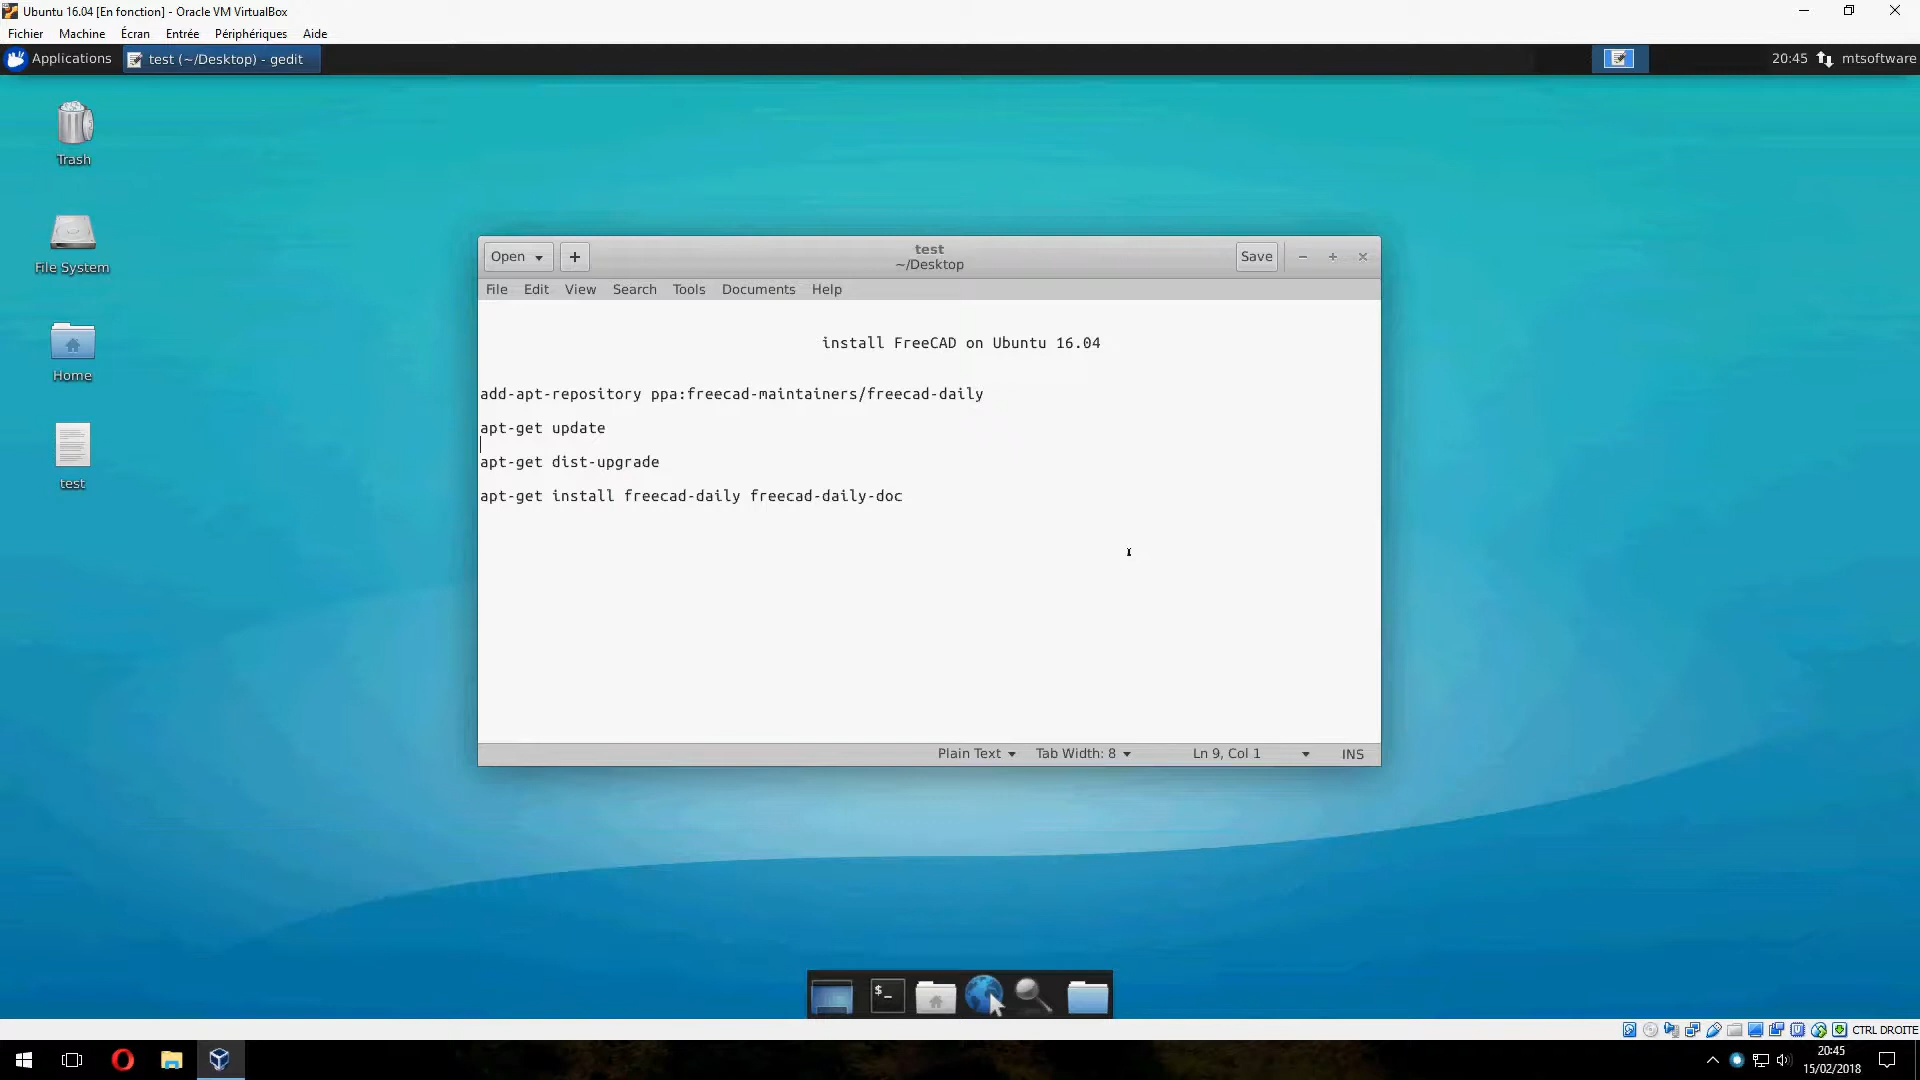 Ubuntu 16.04 [En fonction] - Oracle VM VirtualBox
Fichier Machine Écran Entrée Périphériques Aide
Applications test (~/Desktop) - gedit 20:45 mtsoftware
Trash
File System
Home
test
Open + test Save − + ×
~/Desktop
File Edit View Search Tools Documents Help
install FreeCAD on Ubuntu 16.04
add-apt-repository ppa:freecad-maintainers/freecad-daily
apt-get update
apt-get dist-upgrade
apt-get install freecad-daily freecad-daily-doc
Plain Text Tab Width: 8 Ln 9, Col 1 INS
$_
CTRL DROITE
20:45
15/02/2018